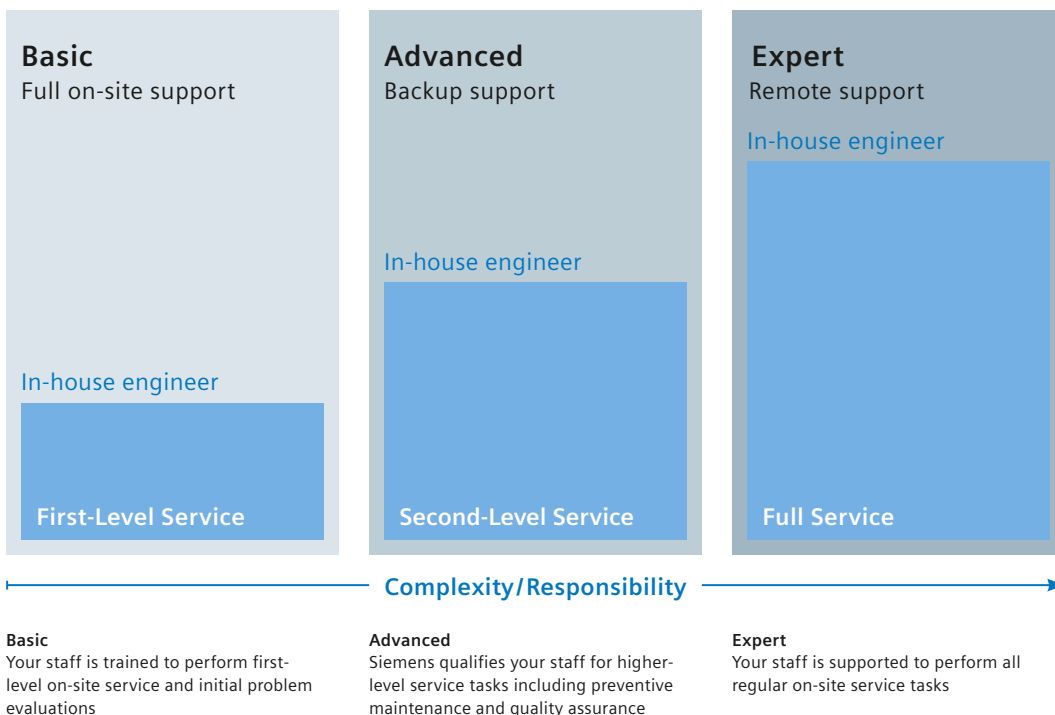 Basic
Full on-site support
In-house engineer
First-Level Service
Advanced
Backup support
In-house engineer
Second-Level Service
Expert
Remote support
In-house engineer
Full Service
Complexity/Responsibility
Basic
Your staff is trained to perform first-
level on-site service and initial problem
evaluations
Advanced
Siemens qualifies your staff for higher-
level service tasks including preventive
maintenance and quality assurance
Expert
Your staff is supported to perform all
regular on-site service tasks